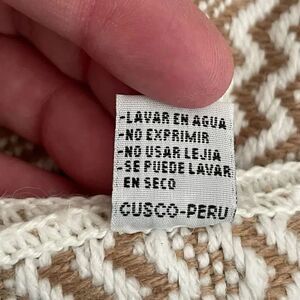 -LAVAR EN AGUA
-NO EXPRIMIR
-NO USAR LEJIA
-SE PUEDE LAVAR
EN SECO
CUSCO-PERU